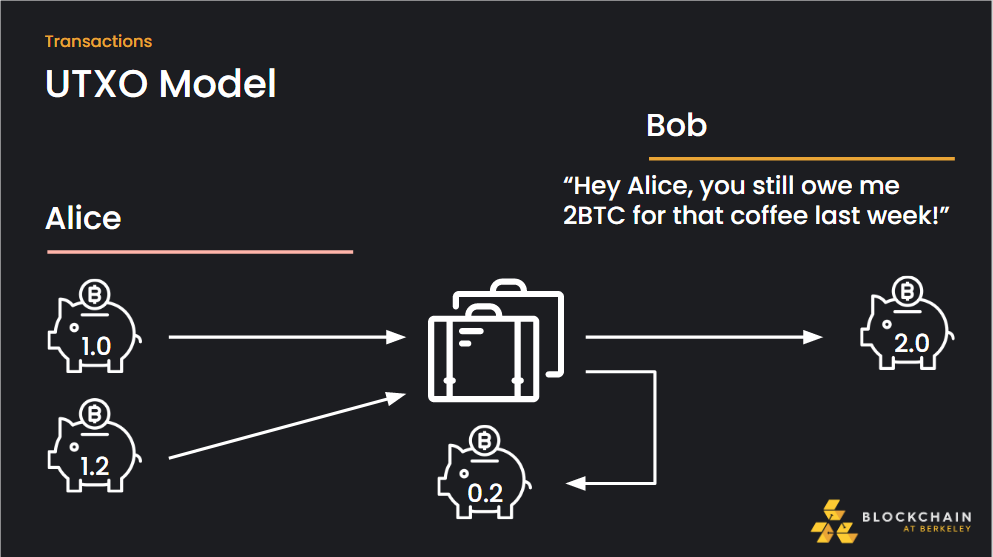 Transactions
UTXO Model
Bob
“Hey Alice, you still owe me
2BTC for that coffee last week!”
Alice
1.0
2.0
1.2
0.2
BLOCKCHAIN
AT BERKELEY